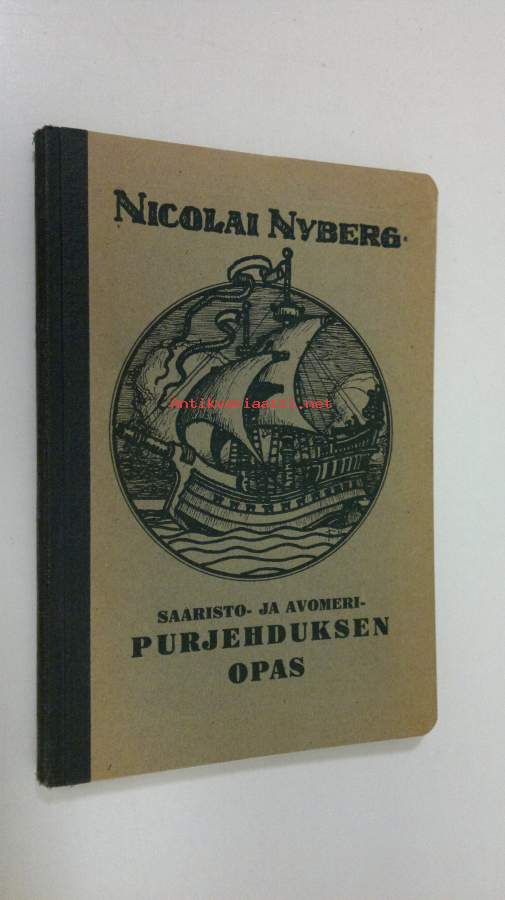 NICOLAI NYBERG
Antikvariaatti.net
SAARISTO- JA AVOMERI-
PURJEHDUKSEN
OPAS